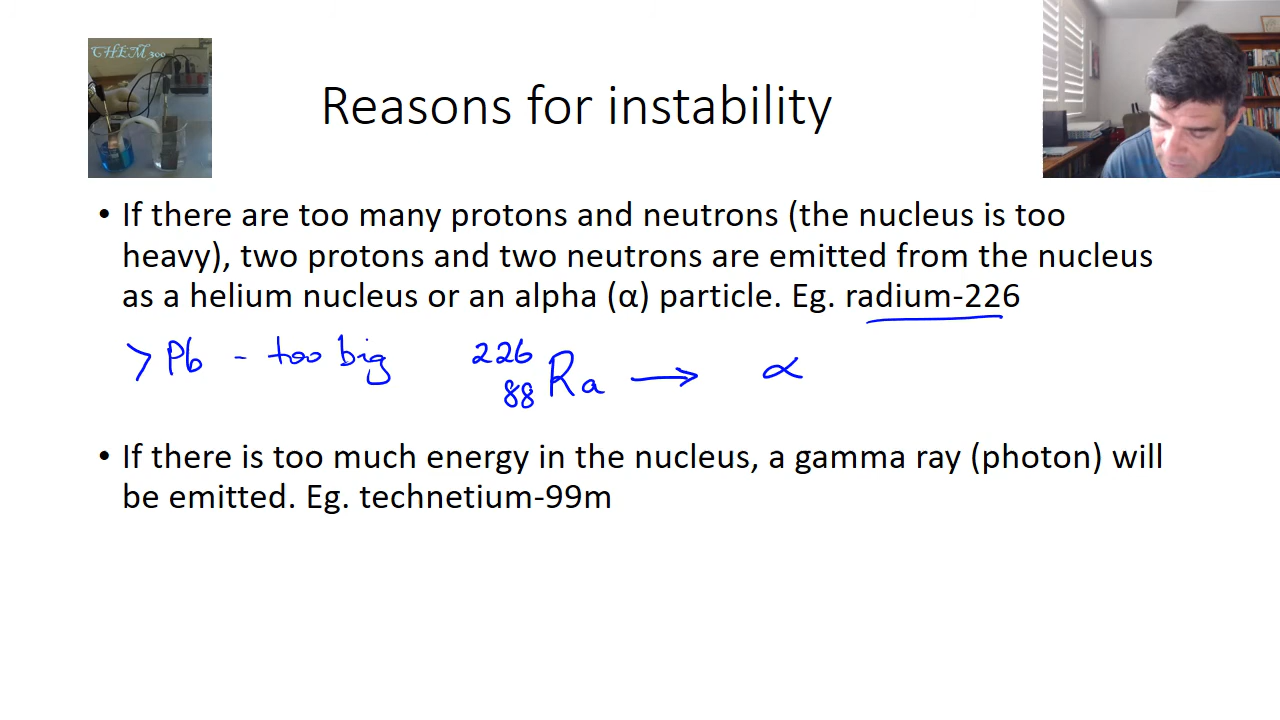 CHEM 300
Reasons for instability
• If there are too many protons and neutrons (the nucleus is too
heavy), two protons and two neutrons are emitted from the nucleus
as a helium nucleus or an alpha (α) particle. Eg. radium-226
> Pb - too big 226 88 Ra → α
• If there is too much energy in the nucleus, a gamma ray (photon) will
be emitted. Eg. technetium-99m